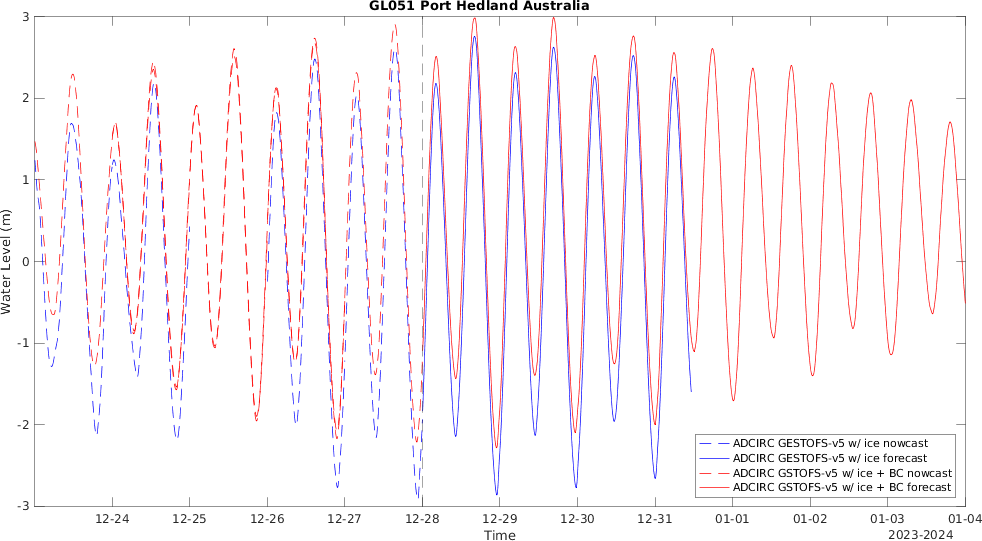 GL051 Port Hedland Australia
3
2
1
0
-1
-2
-3
Water Level (m)
ADCIRC GESTOFS-v5 w/ ice nowcast
ADCIRC GESTOFS-v5 w/ ice forecast
ADCIRC GSTOFS-v5 w/ ice + BC nowcast
ADCIRC GSTOFS-v5 w/ ice + BC forecast
12-24 12-25 12-26 12-27 12-28 12-29 12-30 12-31 01-01 01-02 01-03 01-04
Time
2023-2024